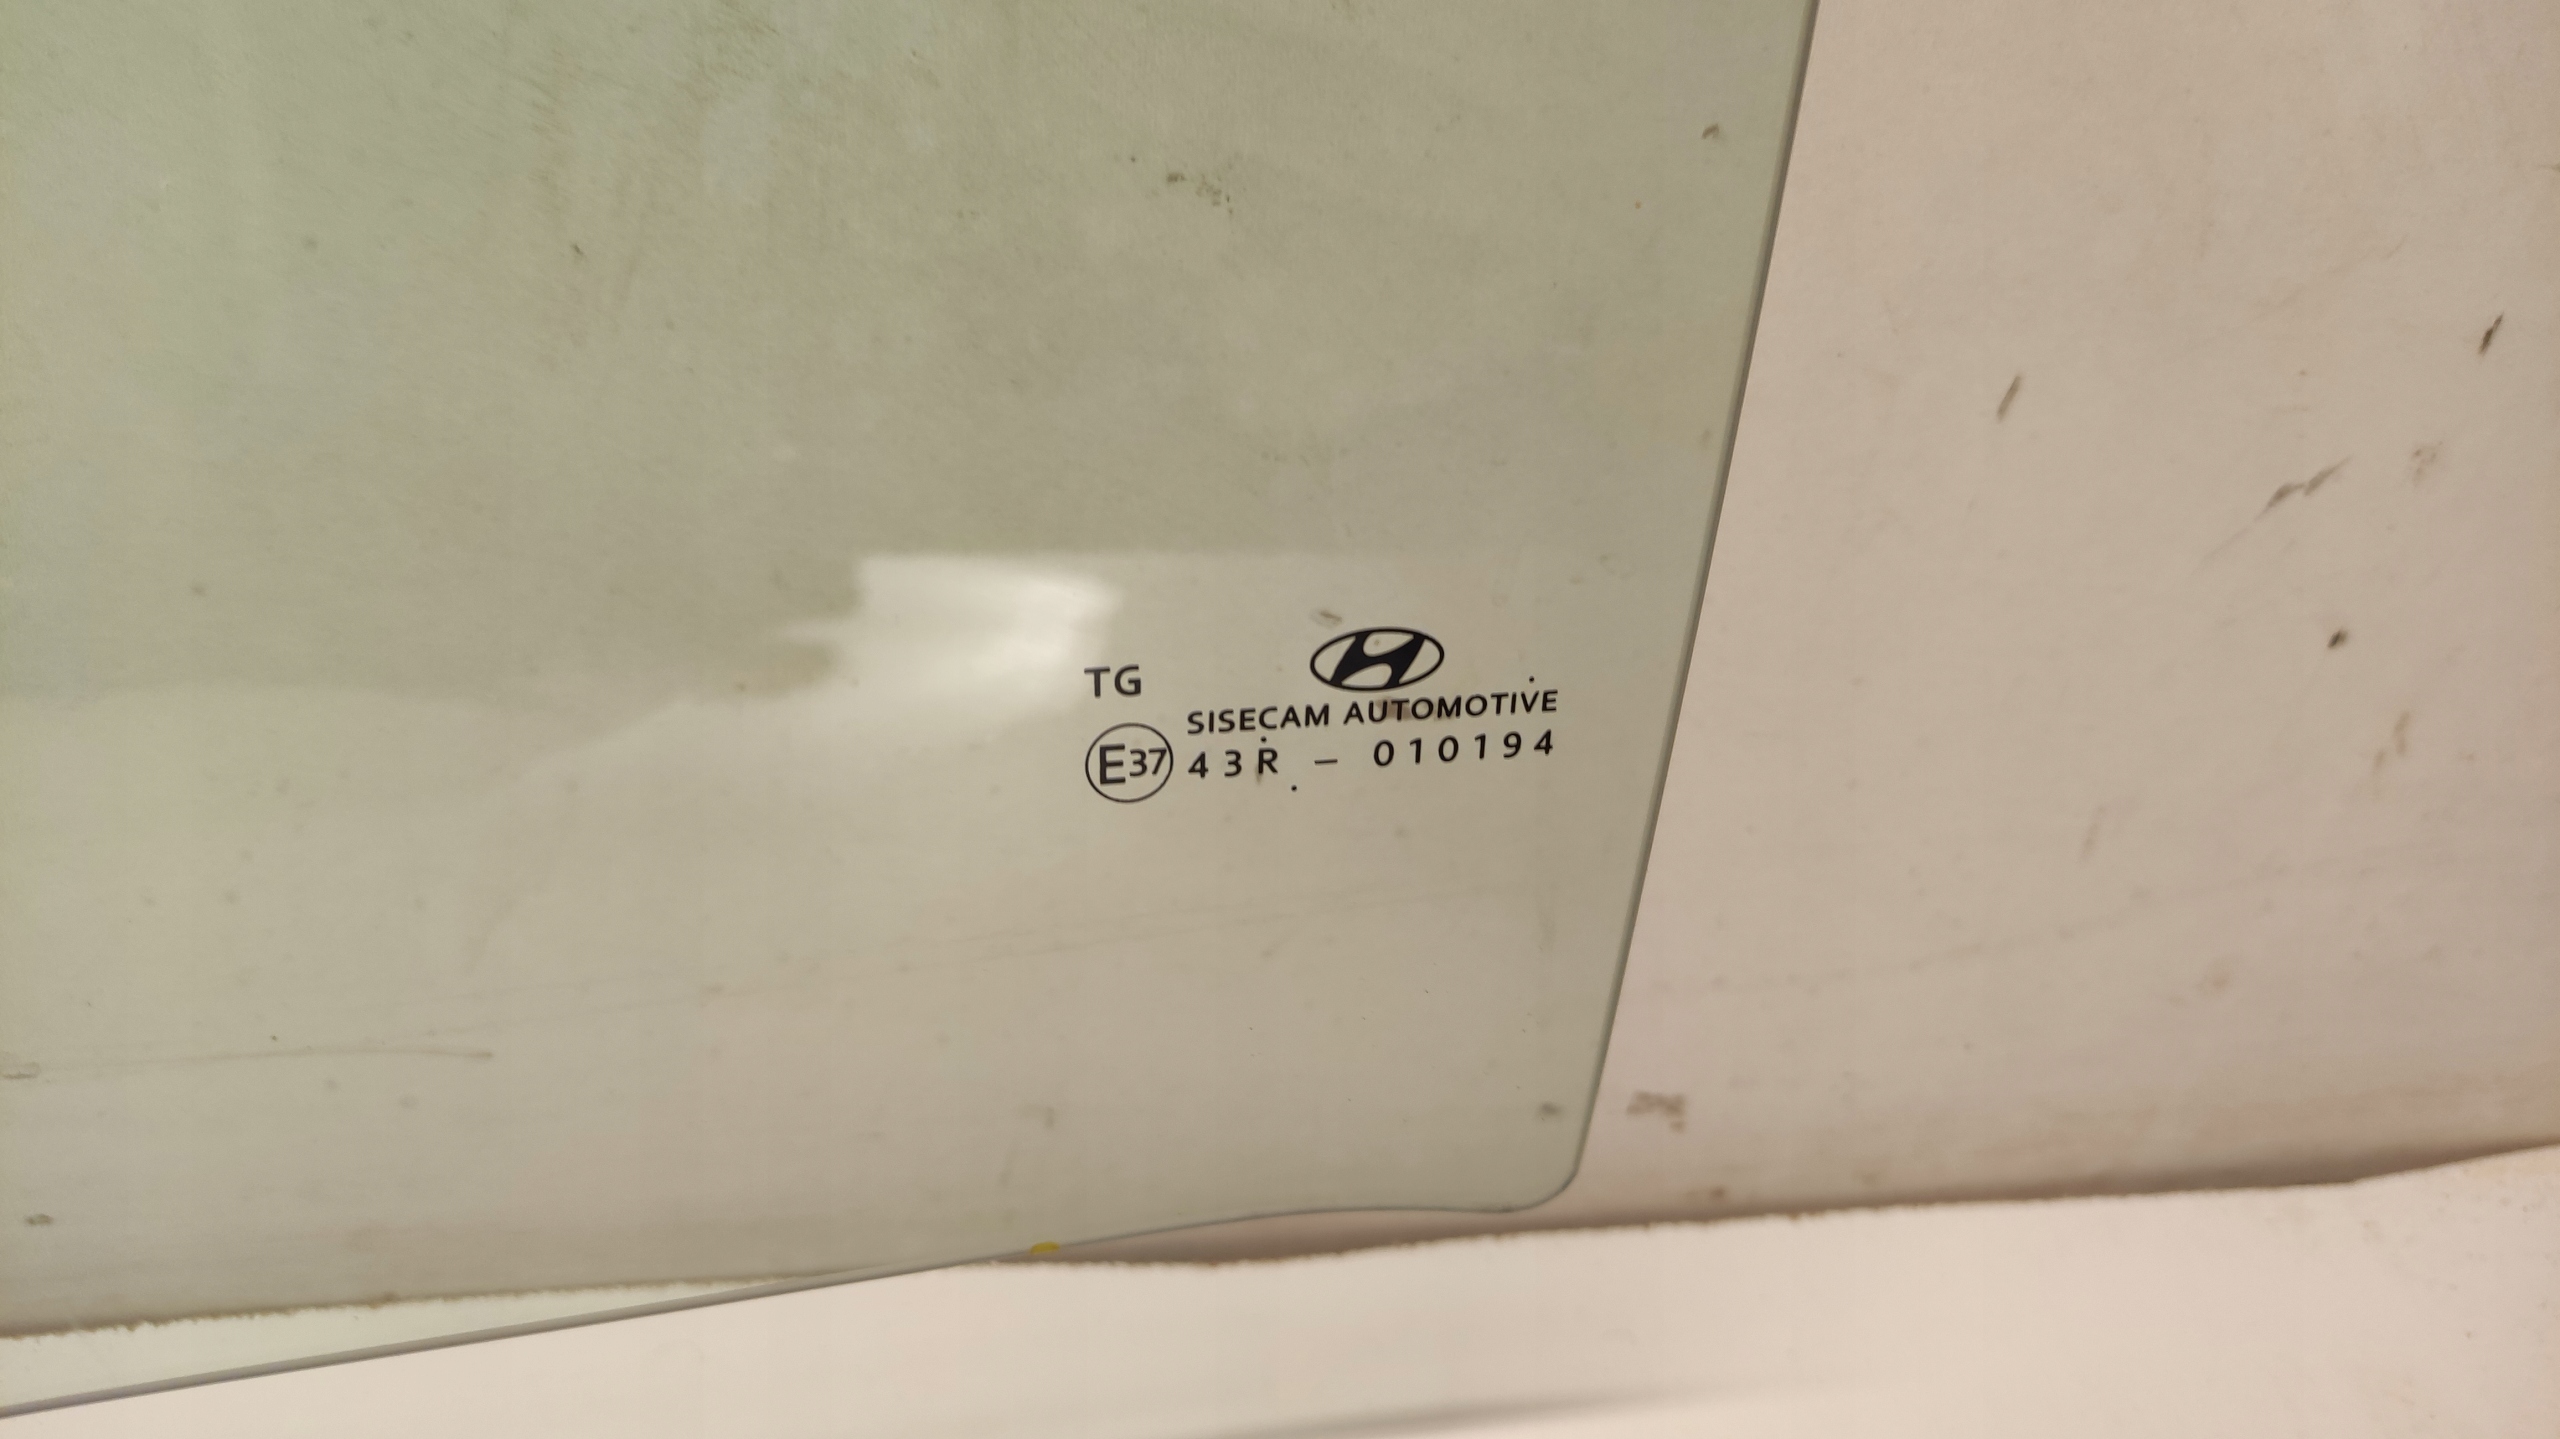 TG
SISECAM AUTOMOTIVE
E37 43R - 010194